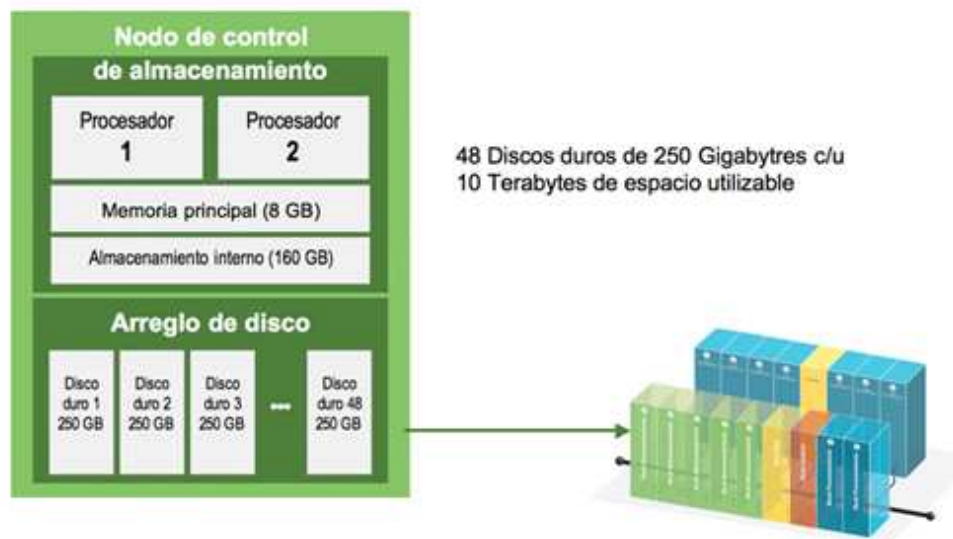 Nodo de control
de almacenamiento
Procesador
1
Procesador
2
Memoria principal (8 GB)
Almacenamiento interno (160 GB)
Arreglo de disco
Disco
duro 1
250 GB
Disco
duro 2
250 GB
Disco
duro 3
250 GB
...
Disco
duro 48
250 GB
48 Discos duros de 250 Gigabytres c/u
10 Terabytes de espacio utilizable